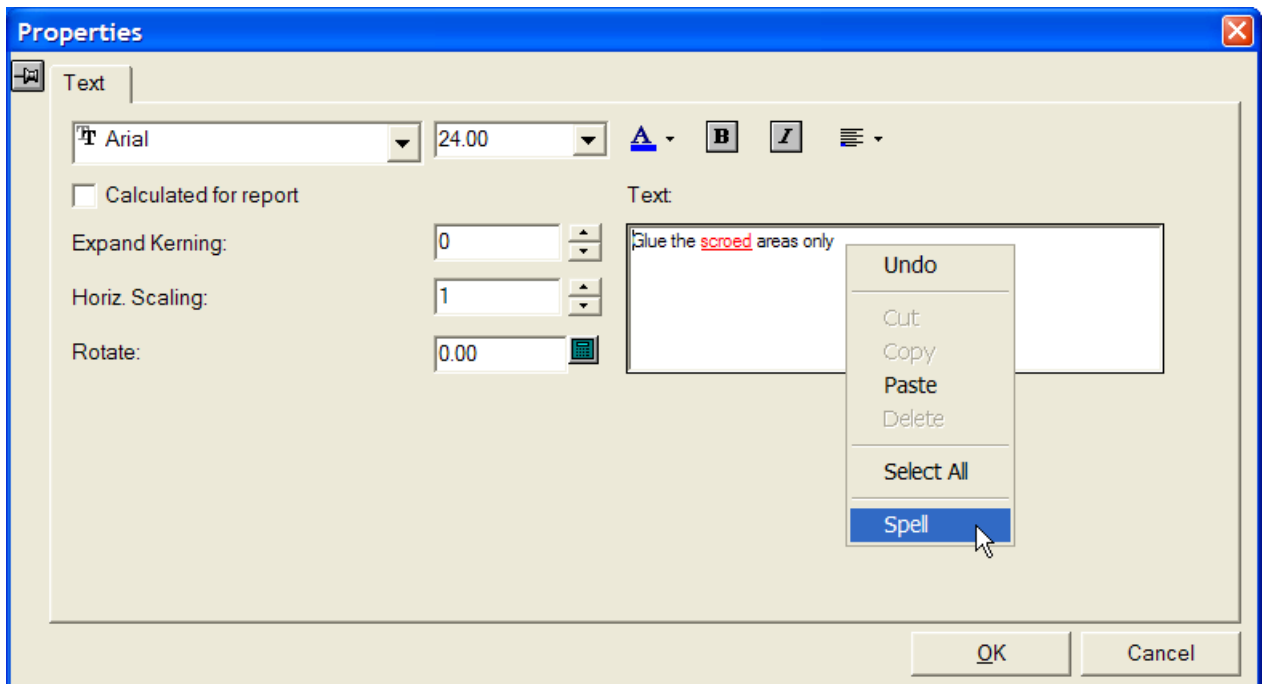 Properties
Text
Arial 24.00 A B I
Calculated for report Text:
Expand Kerning: 0
Glue the scroed areas only
Horiz. Scaling: 1
Rotate: 0.00
Undo
Cut
Copy
Paste
Delete
Select All
Spell
OK Cancel